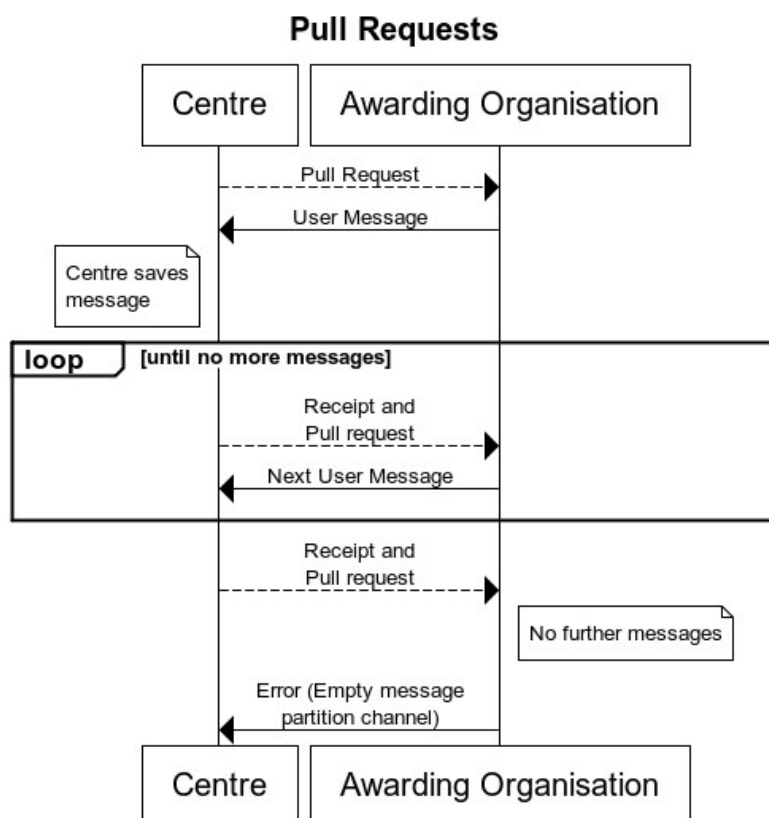 Pull Requests
Centre
Awarding Organisation
Pull Request
User Message
Centre saves
message
loop
[until no more messages]
Receipt and
Pull request
Next User Message
Receipt and
Pull request
No further messages
Error (Empty message
partition channel)
Centre
Awarding Organisation